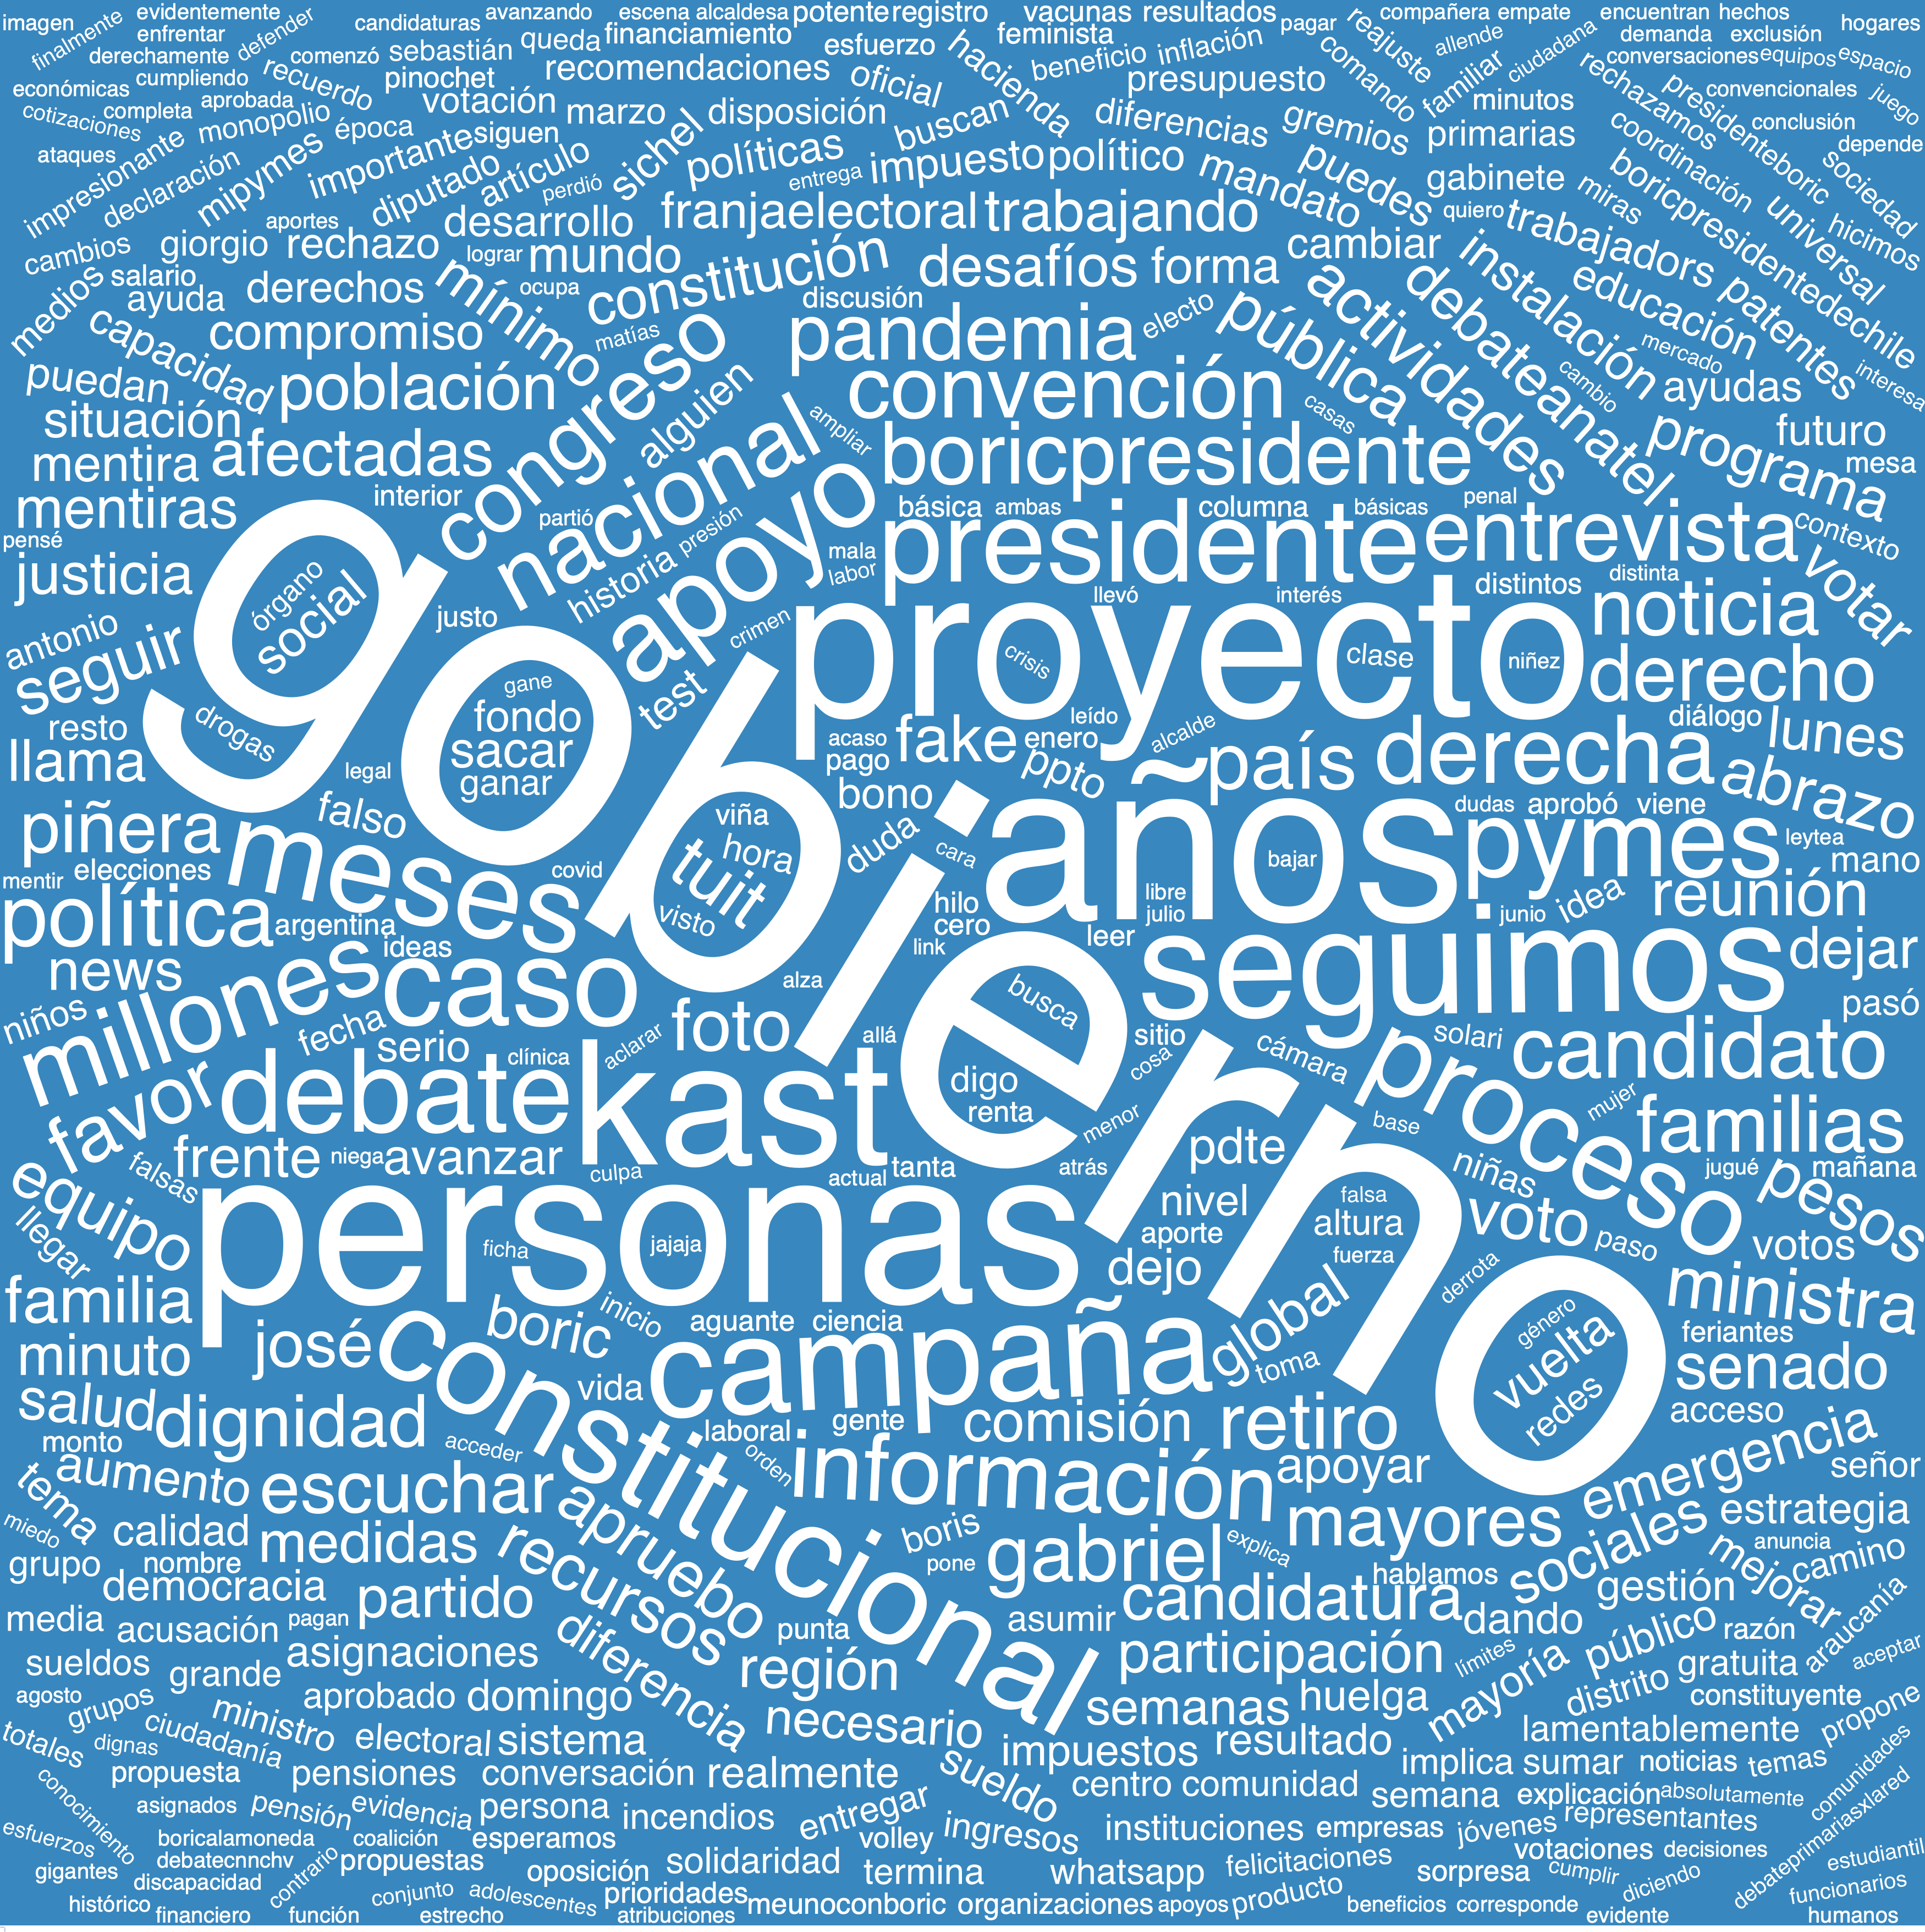 imagen
evidentemente
finalmente
enfrentar
defender
derechamente
candidaturas
avanzando
escena
alcaldesa
potente
registro
vacunas
resultados
pagar
reajuste
compañera
empate
encuentran
hechos
hogares
comenzó
sebastián
queda
financiamiento
esfuerzo
hacienda
feminista
beneficio
inflación
comando
allende
ciudadana
demanda
exclusión
conversaciones
equipos
espacio
económicas
cumpliendo
recuerdo
pinochet
recomendaciones
oficial
presupuesto
familiar
rechazamos
presidenteboric
convencionales
juego
cotizaciones
completa
aprobada
monopolio
época
votación
marzo
disposición
buscan
diferencias
gremios
minutos
primarias
coordinación
conclusión
depende
ataques
impresionante
declaración
mipymes
importante
siguen
diputado
artículo
perdió
sichel
políticas
entrega
impuesto
político
mandato
puedes
gabinete
miras
boricpresidentedechile
universal
sociedad
hicimos
cambios
giorgio
aportes
rechazo
desarrollo
lograr
mundo
franjaelectoral
trabajando
cambiar
quiero
trabajadors
medios
salario
ayuda
derechos
mínimo
ocupa
constitución
discusión
desafíos
forma
actividades
debateanatel
instalación
educación
patentes
mercado
interesa
capacidad
compromiso
matías
pandemia
electo
pública
cambio
ayudas
puedan
población
congreso
alguien
ampliar
convención
casas
programa
futuro
mesa
situación
mentira
afectadas
nacional
apoyo
boricpresidente
mentiras
interior
partió
presión
básica
ambas
columna
básicas
penal
contexto
pensé
justicia
órgano
social
justo
historia
mala
labor
presidente
entrevista
votar
antonio
seguir
crimen
llevó
interés
distintos
distinta
noticia
gobierno
proyecto
crisis
clase
niñez
derecho
resto
drogas
gane
fondo
test
acaso
fake
enero
leído
alcalde
diálogo
lunes
llama
legal
sacar
ganar
pago
ppto
país
derecha
abrazo
piñera
falso
viña
hora
bono
duda
cara
años
bajar
dudas
aprobó
viene
pymes
leytea
mano
mentir
elecciones
meses
covid
tuit
visto
hilo
cero
libre
julio
junio
idea
reunión
política
argentina
ideas
link
leer
seguimos
dejar
news
millones
caso
alza
busca
pasó
niños
fecha
serio
foto
allá
sitio
cámara
solari
candidato
clínica
aclarar
cosa
favor
debate
kast
digo
renta
menor
proceso
base
mujer
familias
frente
niega
avanzar
culpa
actual
tanta
atrás
pdte
niñas
jugué
mañana
equipo
falsas
personas
nivel
falsa
altura
voto
paso
pesos
votos
llegar
ficha
jajaja
aporte
fuerza
dejo
derrota
ministra
familia
boric
inicio
aguante
ciencia
global
género
feriantes
minuto
josé
constitucional
vida
campaña
toma
vuelta
redes
senado
salud
dignidad
laboral
gente
comisión
retiro
acceso
monto
acceder
orden
información
apoyar
emergencia
señor
tema
aumento
escuchar
apruebo
mayores
estrategia
miedo
calidad
medidas
recursos
boris
pone
gabriel
explica
sociales
anuncia
grupo
nombre
hablamos
mejorar
camino
democracia
partido
candidatura
gestión
araucanía
media
acusación
pagan
diferencia
punta
asumir
dando
público
razón
sueldos
grande
asignaciones
región
participación
límites
mayoría
gratuita
aceptar
agosto
grupos
aprobado
domingo
semanas
huelga
distrito
constituyente
totales
ciudadanía
ministro
electoral
sistema
necesario
impuestos
resultado
lamentablemente
propone
dignas
propuesta
pensiones
conversación
realmente
sueldo
implica
sumar
noticias
temas
comunidades
conocimiento
asignados
pensión
evidencia
persona
incendios
entregar
centro
comunidad
semana
explicación
absolutamente
esfuerzos
boricalamoneda
coalición
esperamos
volley
ingresos
instituciones
empresas
jóvenes
representantes
gigantes
debatecnnchv
contrario
propuestas
oposición
solidaridad
termina
whatsapp
felicitaciones
votaciones
decisiones
debateprimariasxlared
estudiantil
discapacidad
sorpresa
cumplir
diciendo
funcionarios
histórico
financiero
función
conjunto
estrecho
adolescentes
prioridades
atribuciones
meunoconboric
organizaciones
apoyos
producto
beneficios
corresponde
evidente
humanos